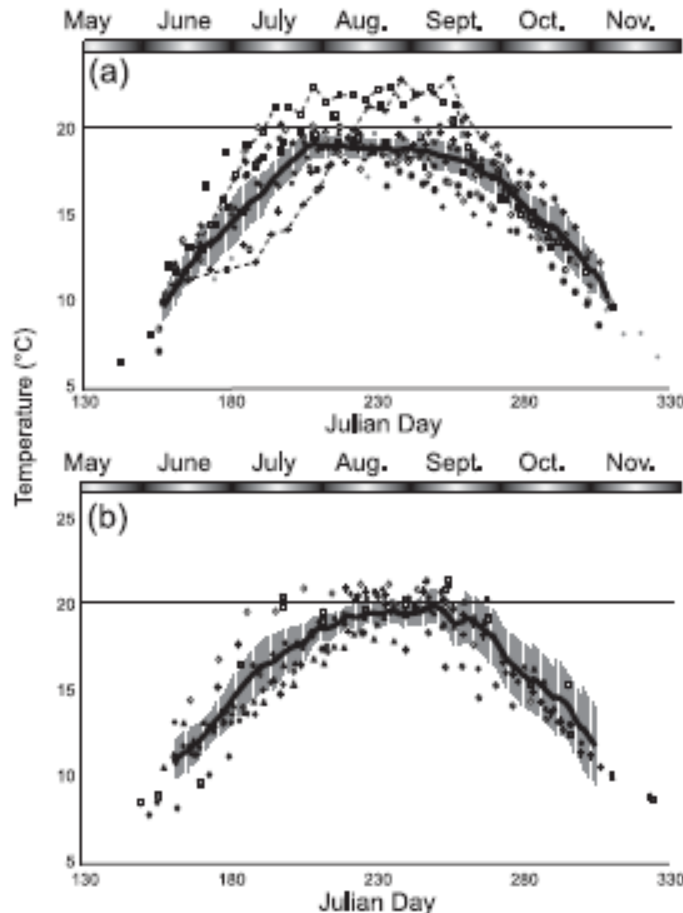 May June July Aug. Sept. Oct. Nov.
(a)
20
15
10
5
130 180 230 280 330
Julian Day
Temperature (°C)
May June July Aug. Sept. Oct. Nov.
(b)
25
20
15
10
5
130 180 230 280 330
Julian Day